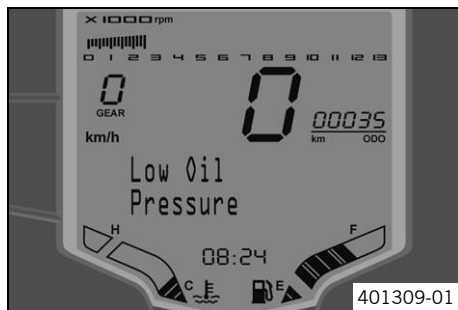 × 1000 rpm
0 1 2 3 4 5 6 7 8 9 10 11 12 13
0
GEAR
0
00035
km ODO
km/h
Low Oil
Pressure
H
F
08:24
C
E
401309-01